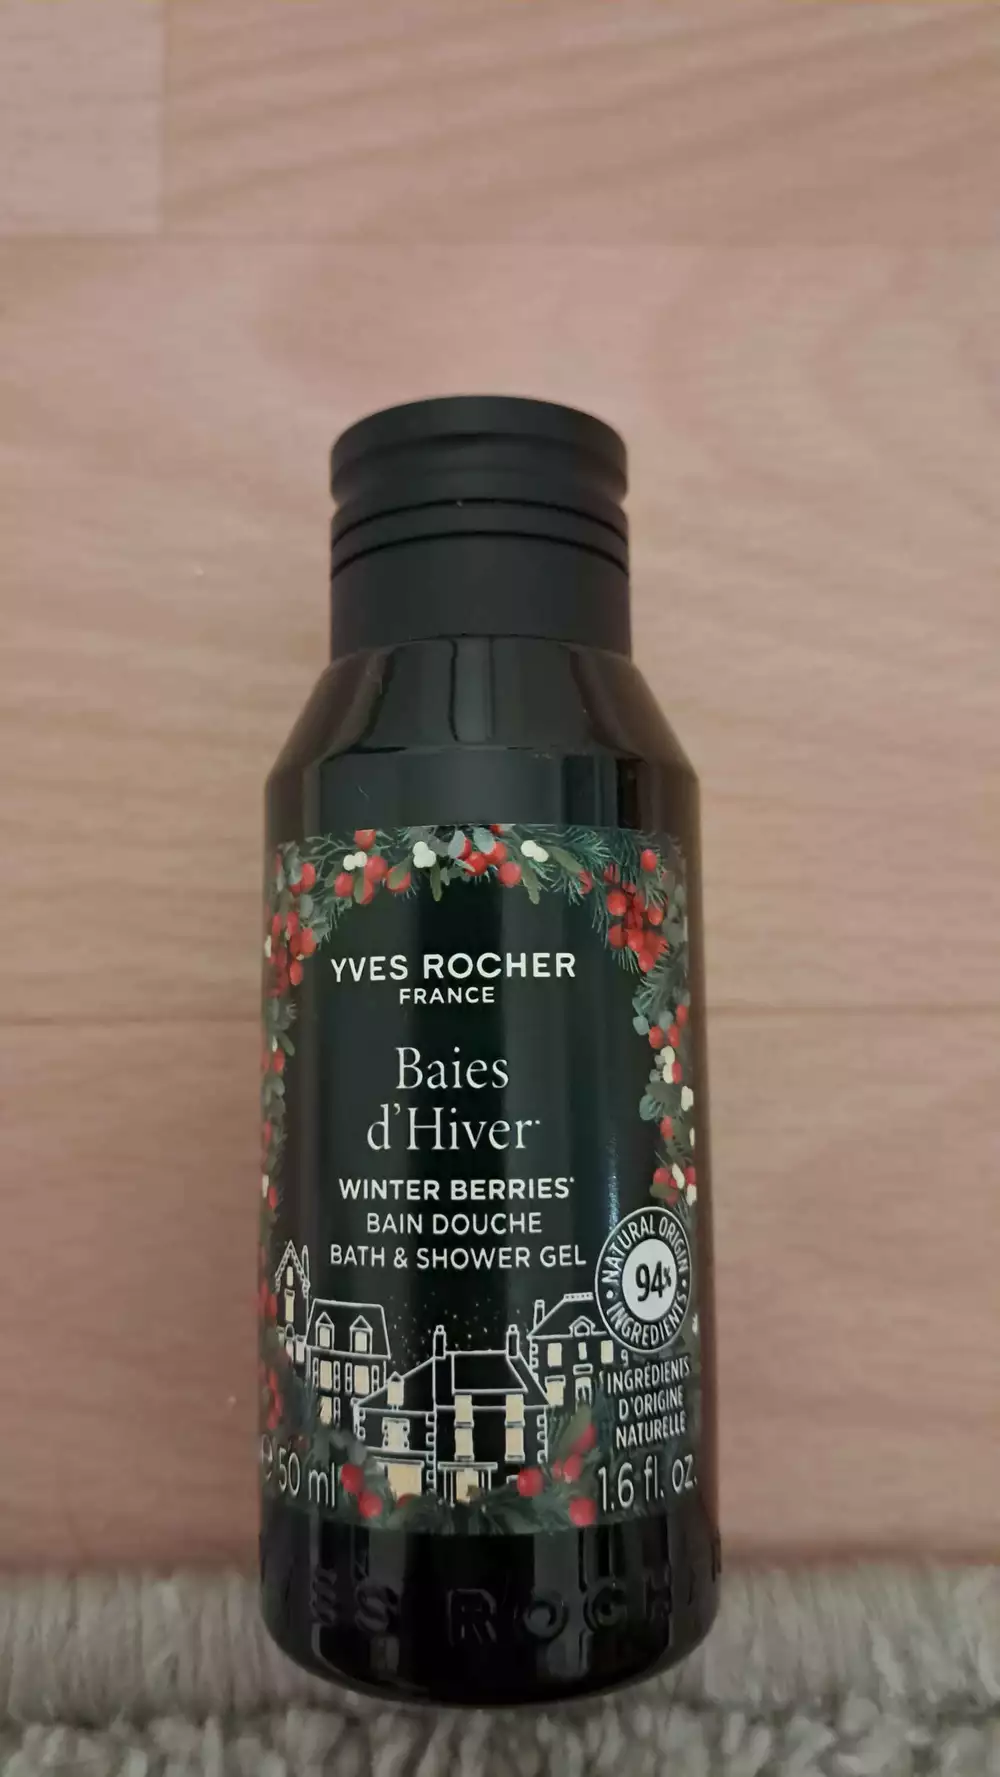 YVES ROCHER
FRANCE
Baies
d'Hiver
WINTER BERRIES*
BAIN DOUCHE
BATH & SHOWER GEL
• NATURAL ORIGIN •
INGREDIENTS
94%
INGRÉDIENTS
D'ORIGINE
NATURELLE
e 50 ml
1.6 fl. oz.
ROCH